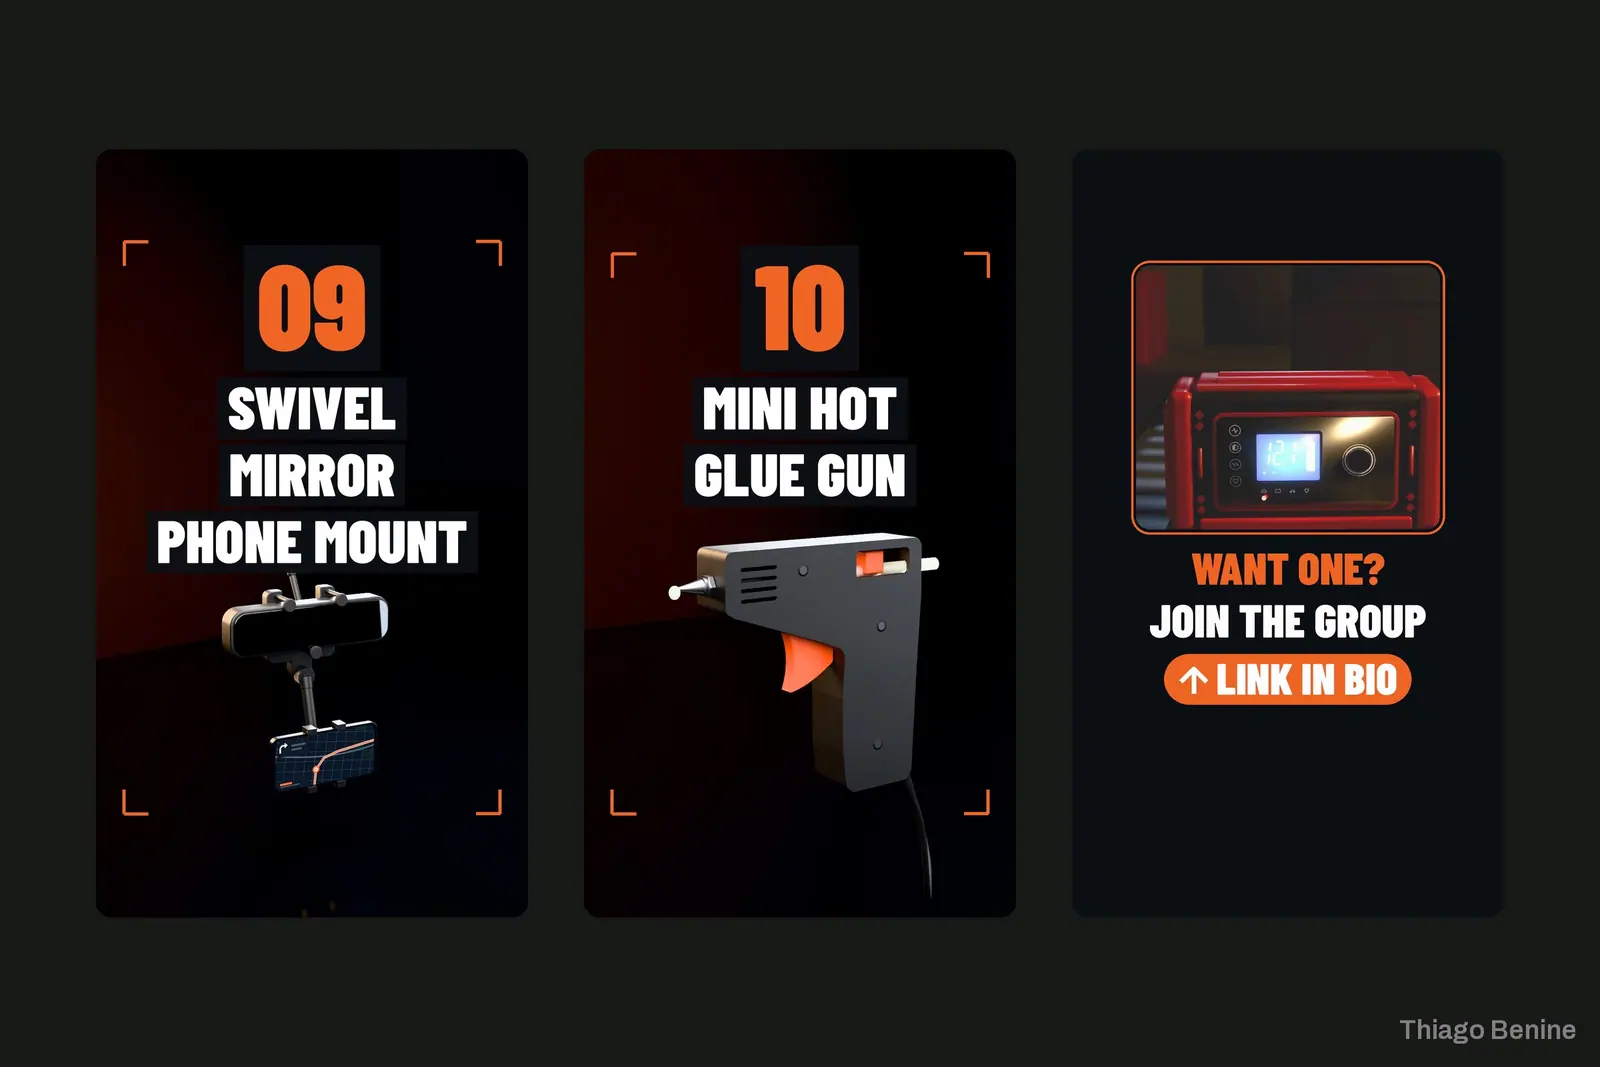 09
SWIVEL
MIRROR
PHONE MOUNT
10
MINI HOT
GLUE GUN
WANT ONE?
JOIN THE GROUP
↑ LINK IN BIO
Thiago Benine